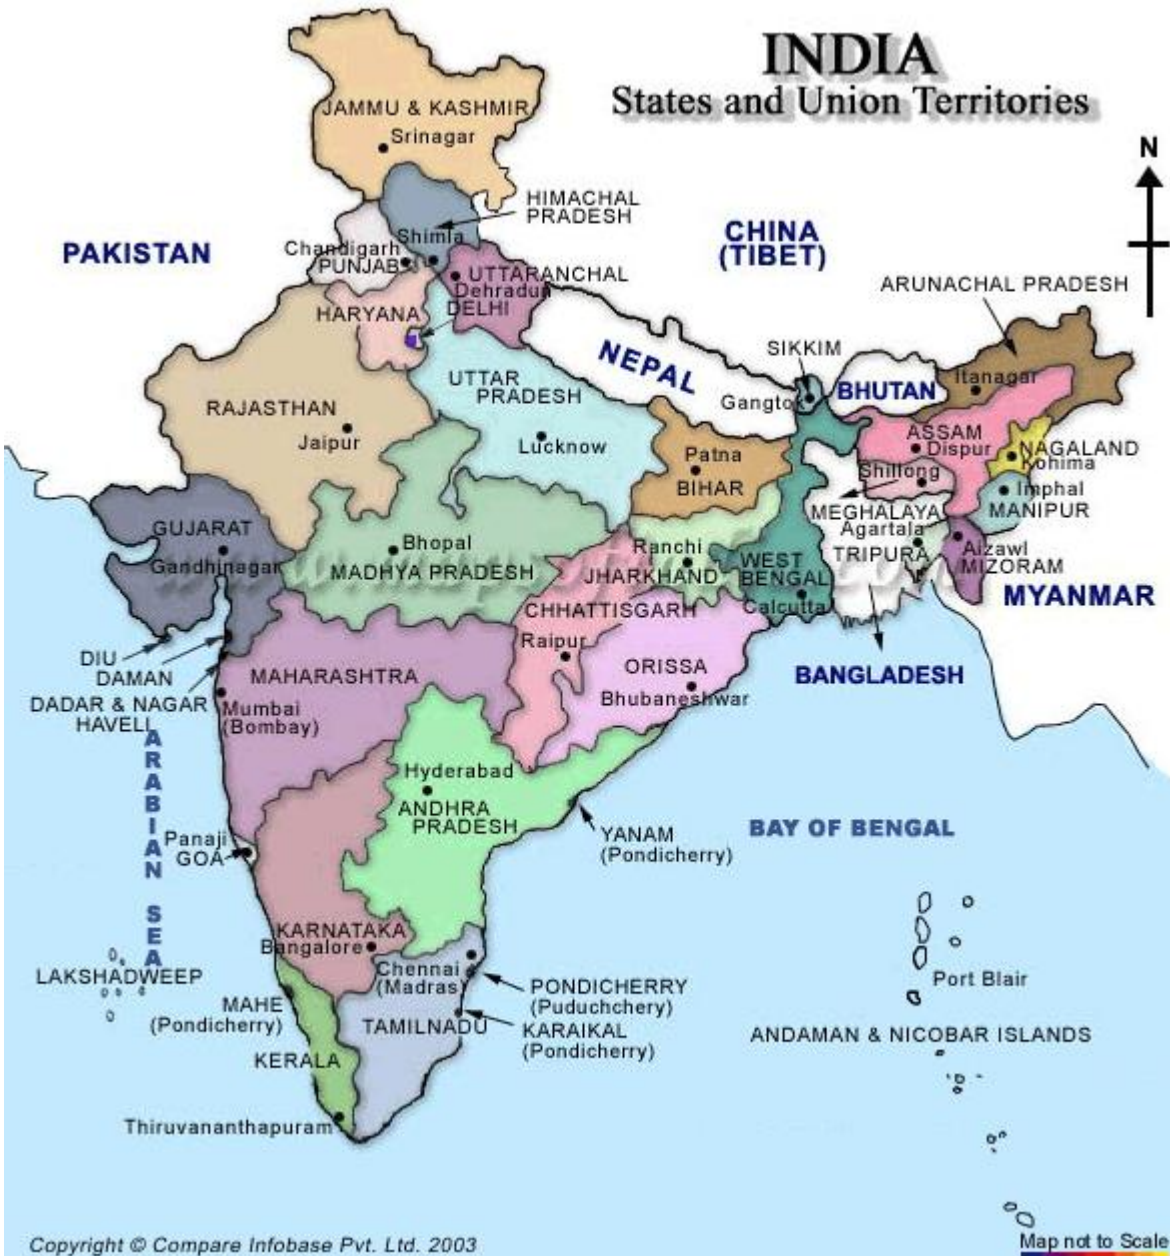 INDIA
States and Union Territories
N
JAMMU & KASHMIR
Srinagar
HIMACHAL
PRADESH
PAKISTAN
CHINA
(TIBET)
Shimla
Chandigarh
PUNJAB
UTTARANCHAL
Dehradun
DELHI
HARYANA
ARUNACHAL PRADESH
SIKKIM
NEPAL
BHUTAN
Itanagar
Gangtok
UTTAR
PRADESH
RAJASTHAN
Jaipur
Lucknow
ASSAM
Dispur
NAGALAND
Kohima
Patna
BIHAR
Shillong
Imphal
MANIPUR
MEGHALAYA
Agartala
TRIPURA
GUJARAT
Gandhinagar
Bhopal
MADHYA PRADESH
Ranchi
JHARKHAND
WEST
BENGAL
Calcutta
Aizawl
MIZORAM
MYANMAR
CHHATTISGARH
Raipur
ORISSA
Bhubaneshwar
BANGLADESH
DIU
DAMAN
DADAR & NAGAR
HAVELI
MAHARASHTRA
Mumbai
(Bombay)
ARABIAN SEA
Hyderabad
ANDHRA
PRADESH
YANAM
(Pondicherry)
BAY OF BENGAL
Panaji
GOA
KARNATAKA
Bangalore
LAKSHADWEEP
Chennai
(Madras)
PONDICHERRY
(Puduchchery)
Port Blair
MAHE
(Pondicherry)
TAMILNADU
KARAIKAL
(Pondicherry)
ANDAMAN & NICOBAR ISLANDS
KERALA
Thiruvananthapuram
Copyright © Compare Infobase Pvt. Ltd. 2003
Map not to Scale